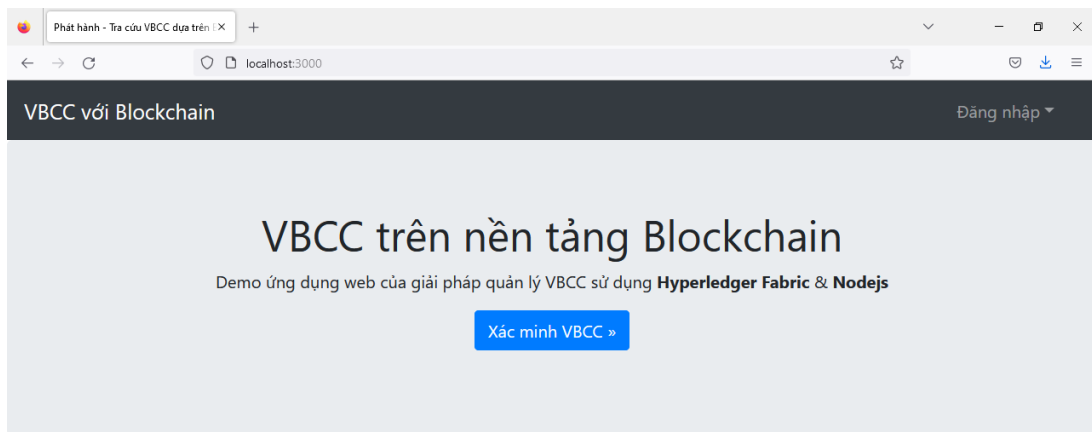 Phát hành - Tra cứu VBCC dựa trên
localhost:3000
VBCC với Blockchain
Đăng nhập
VBCC trên nền tảng Blockchain
Demo ứng dụng web của giải pháp quản lý VBCC sử dụng Hyperledger Fabric & Nodejs
Xác minh VBCC »